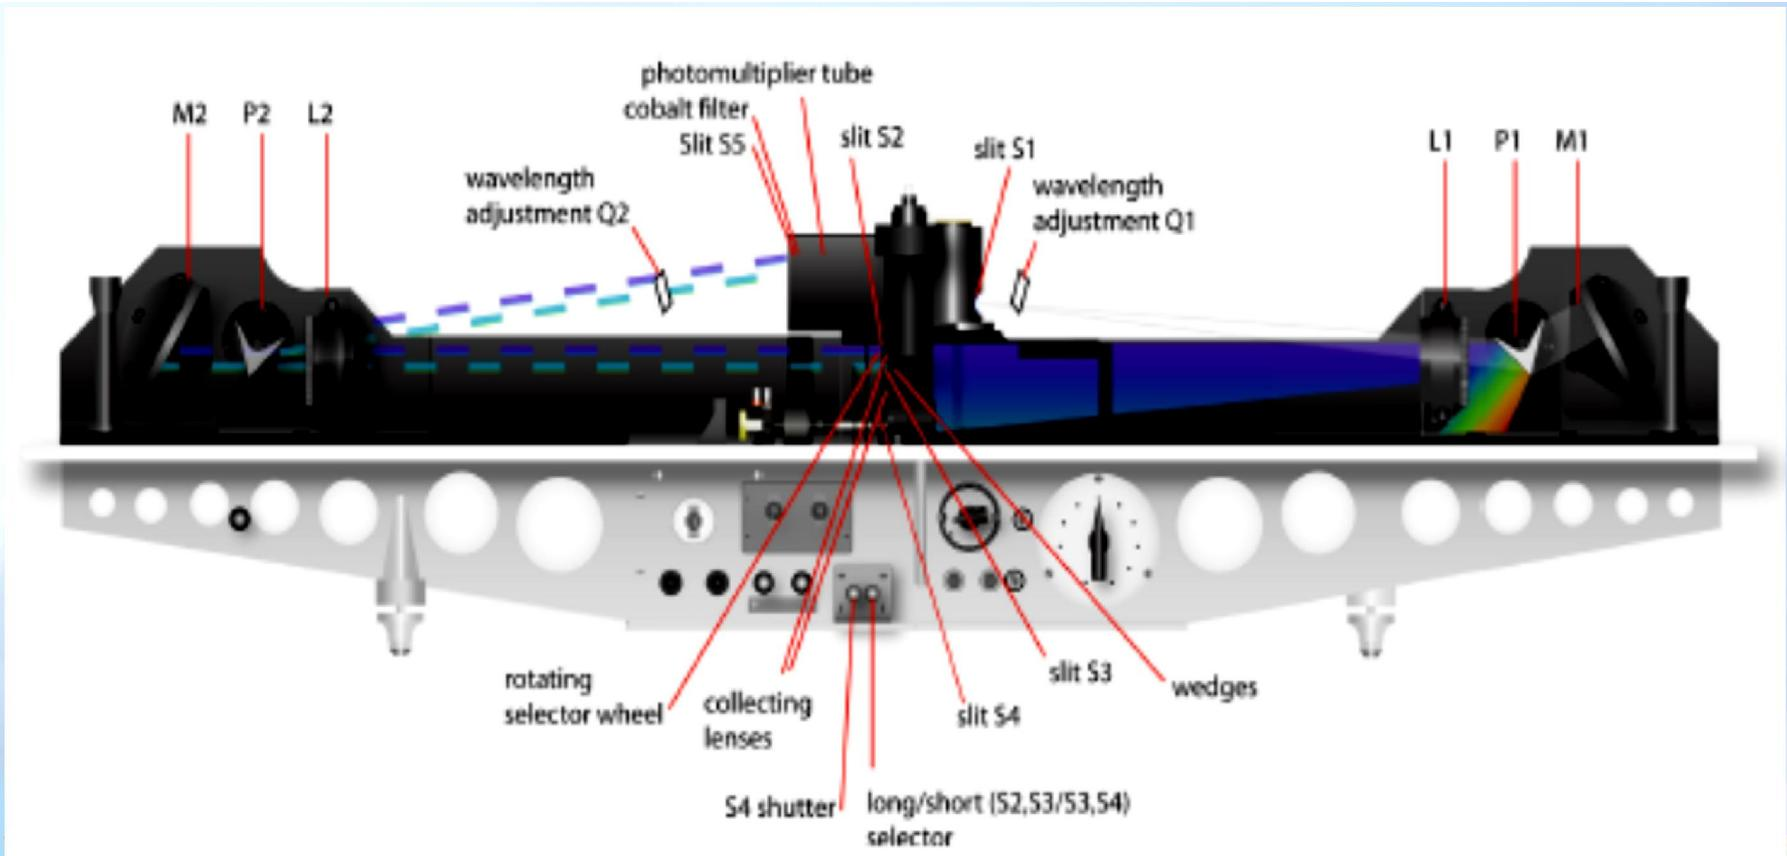 photomultiplier tube
cobalt filter
Slit S5
M2
P2
L2
slit S2
slit S1
L1
P1
M1
wavelength
adjustment Q2
wavelength
adjustment Q1
rotating
selector wheel
collecting
lenses
slit S3
wedges
slit S4
S4 shutter
long/short (S2,S3/S3,S4)
selector